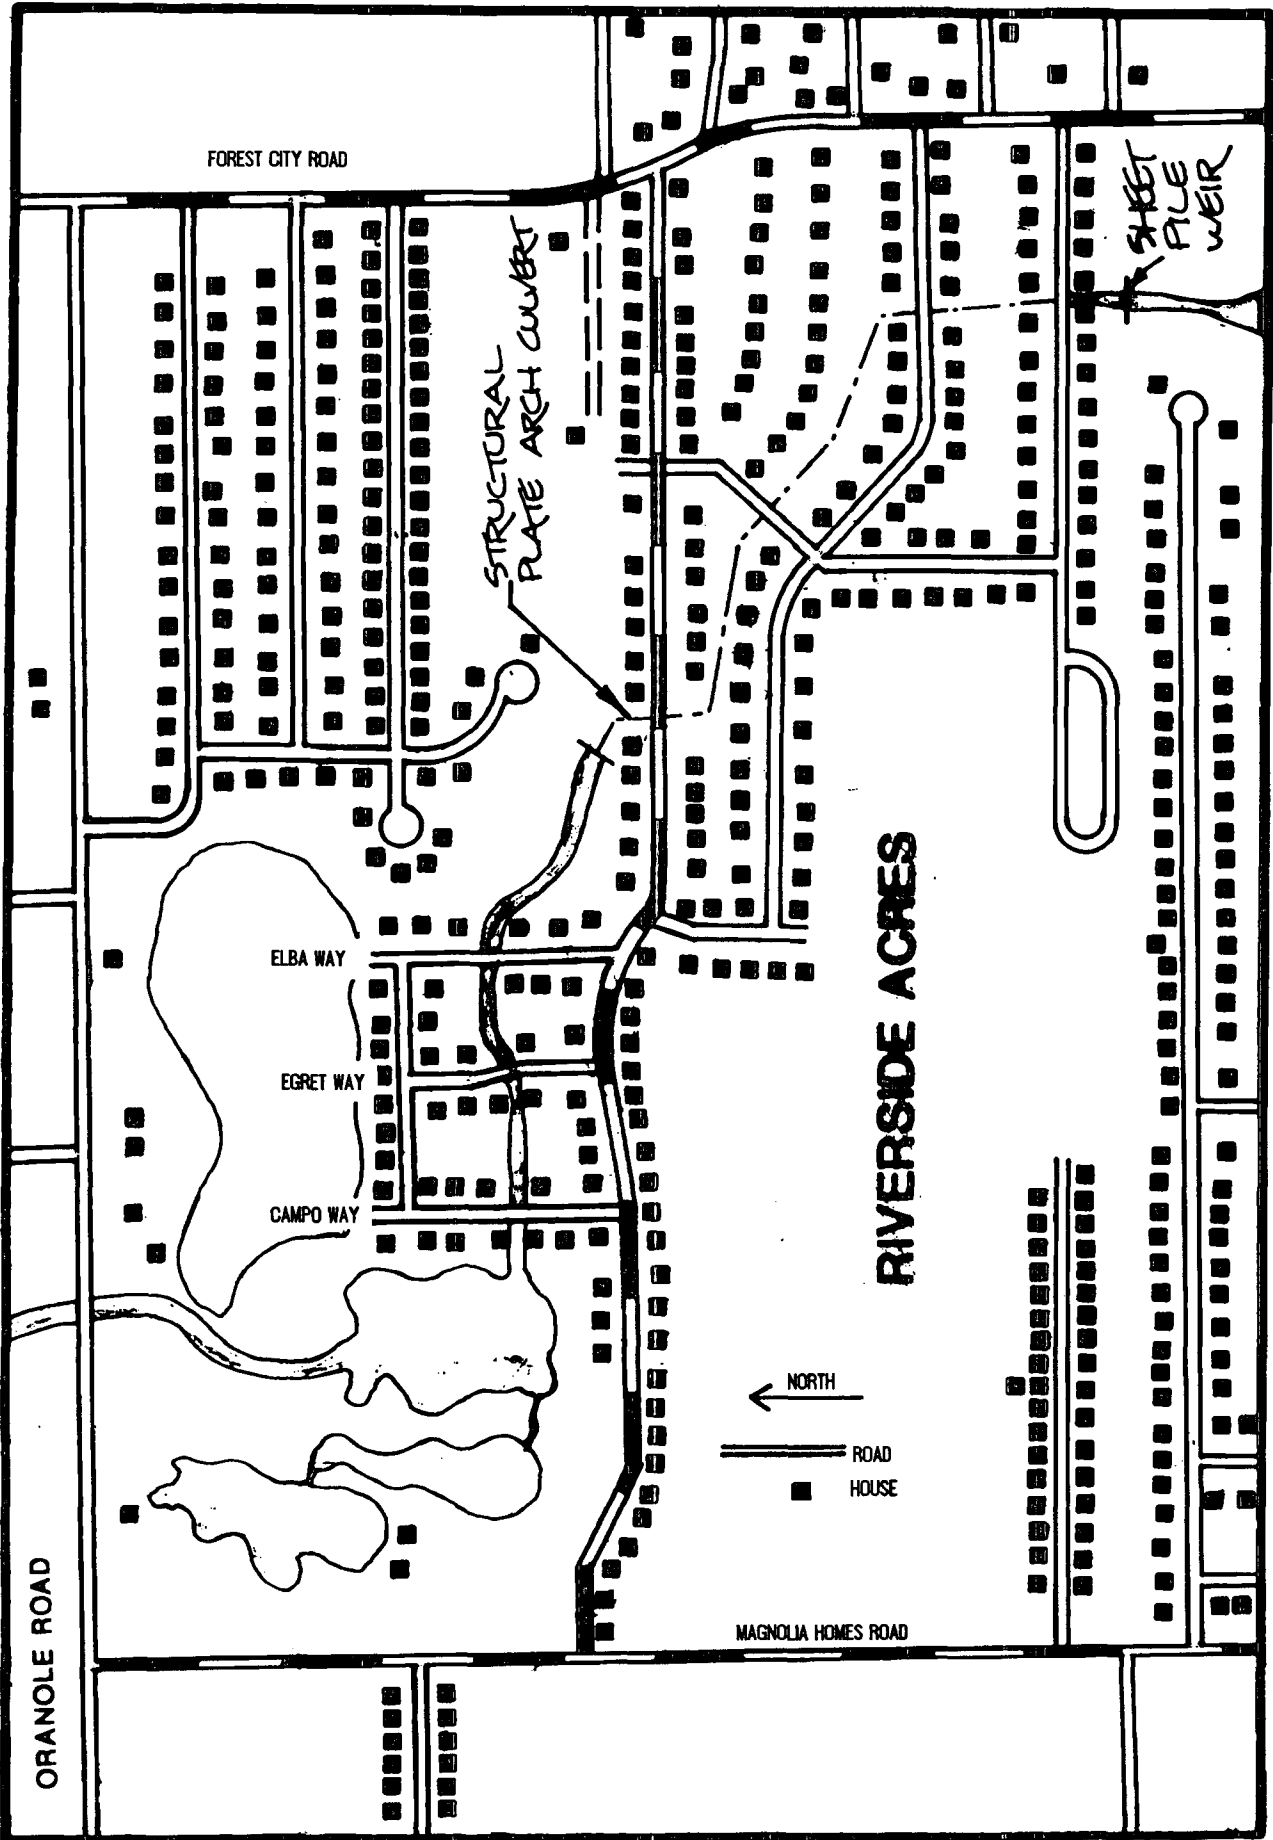 FOREST CITY ROAD
SHEET
PILE
WEIR
STRUCTURAL
PLATE ARCH CULVERT
ELBA WAY
EGRET WAY
CAMPO WAY
RIVERSIDE ACRES
NORTH
ROAD
HOUSE
ORANOLE ROAD
MAGNOLIA HOMES ROAD